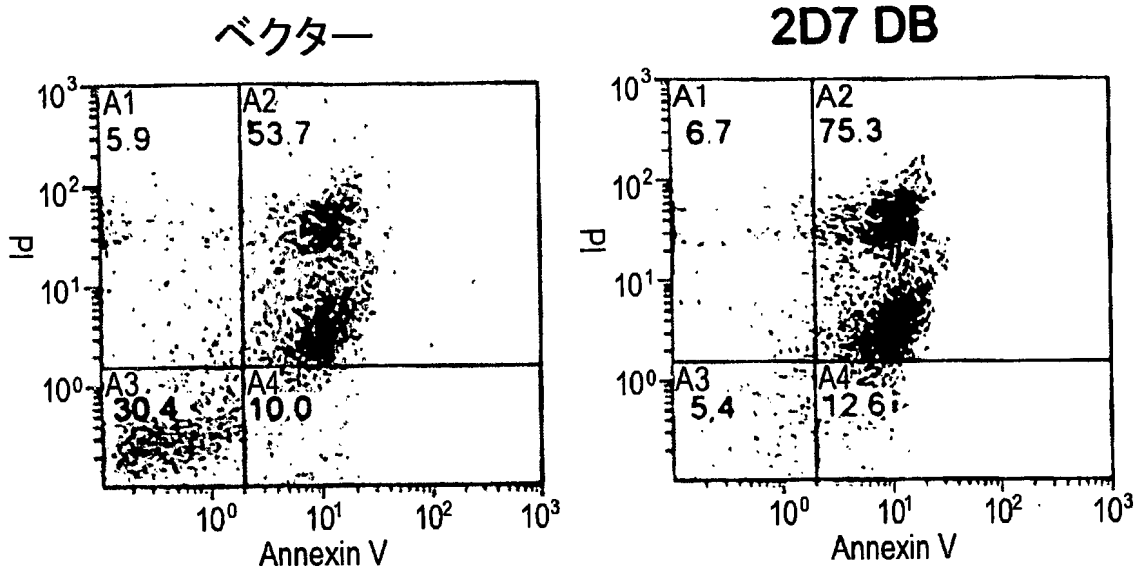 ベクター
10³
A1
5.9
A2
53.7
10²
PI
10¹
10⁰
A3
30.4
A4
10.0
10⁰ 10¹ 10² 10³
Annexin V
2D7 DB
10³
A1
6.7
A2
75.3
10²
PI
10¹
10⁰
A3
5.4
A4
12.6
10⁰ 10¹ 10² 10³
Annexin V